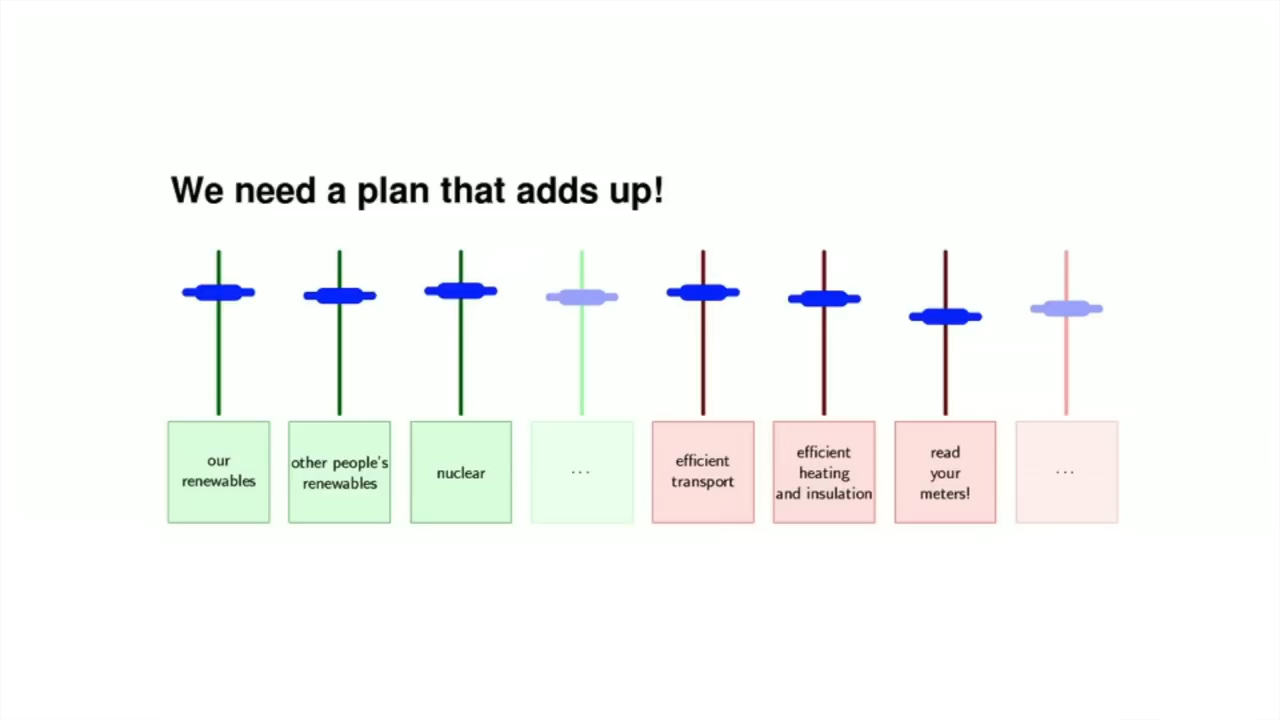 We need a plan that adds up!
our
renewables
other people's
renewables
nuclear
...
efficient
transport
efficient
heating
and insulation
read
your
meters!
...